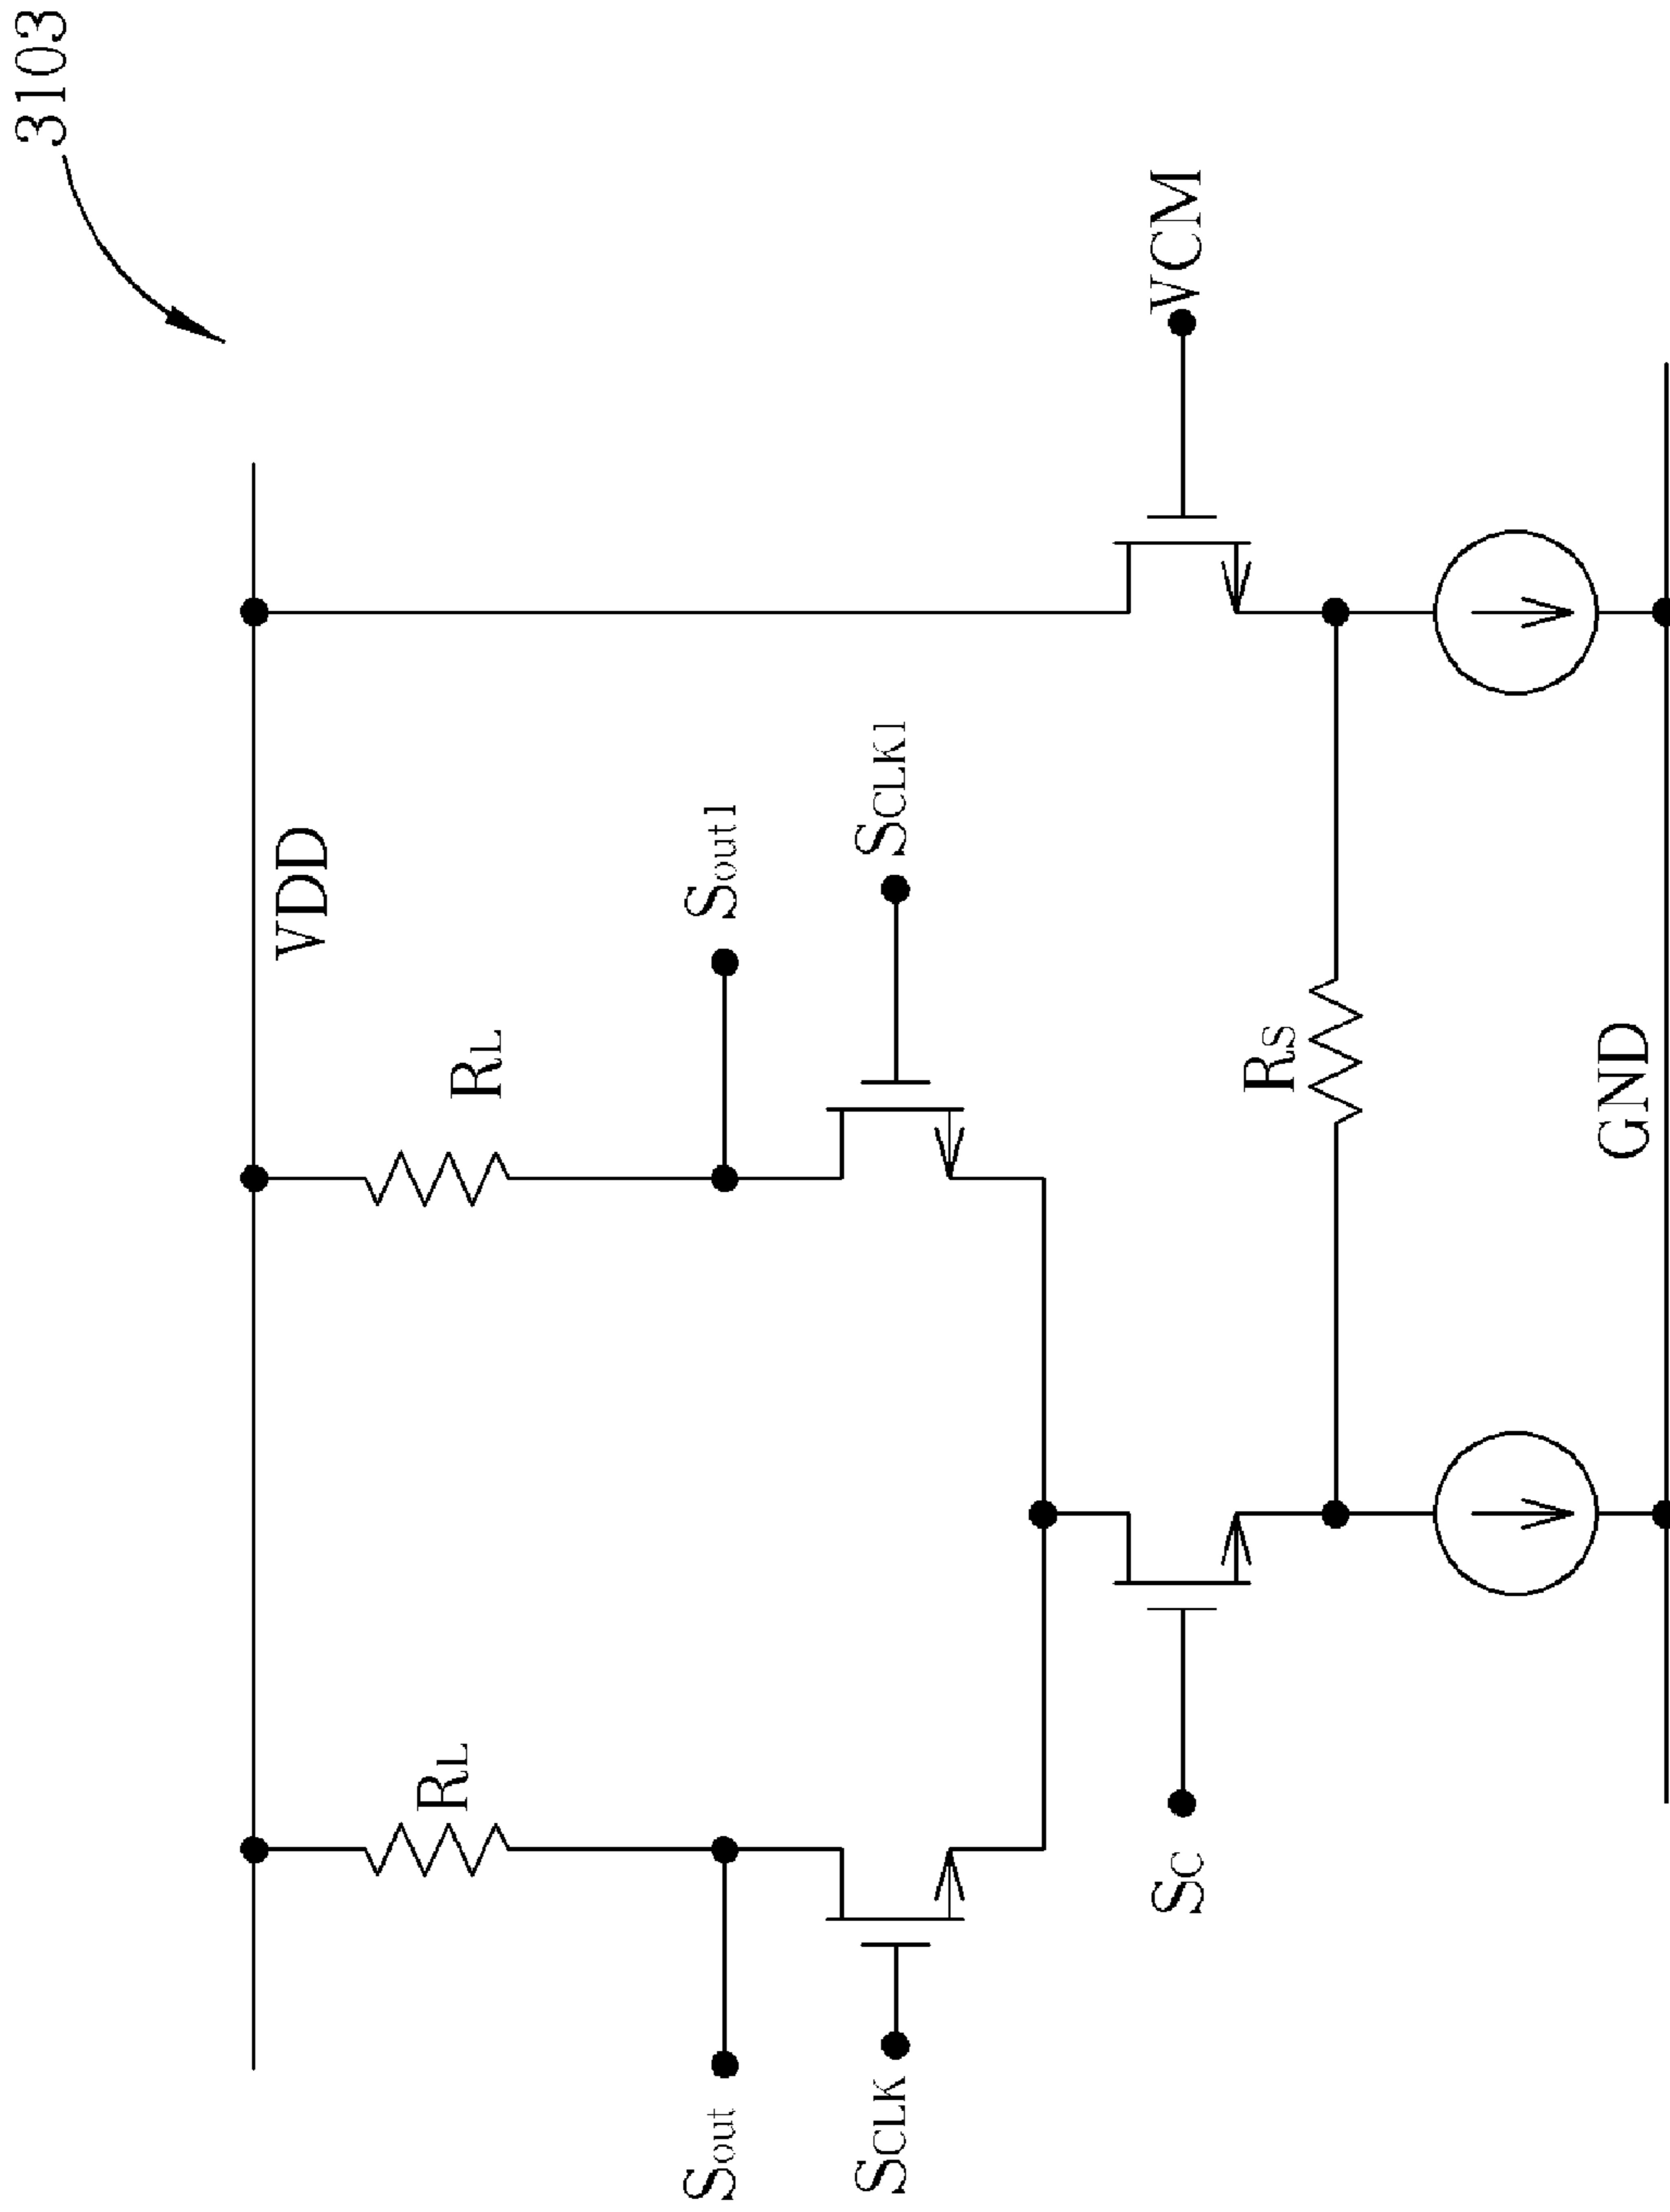 3103
VDD
RL
RL
Sout
Sout1
SCLK
SCLK1
SC
VCM
RS
GND